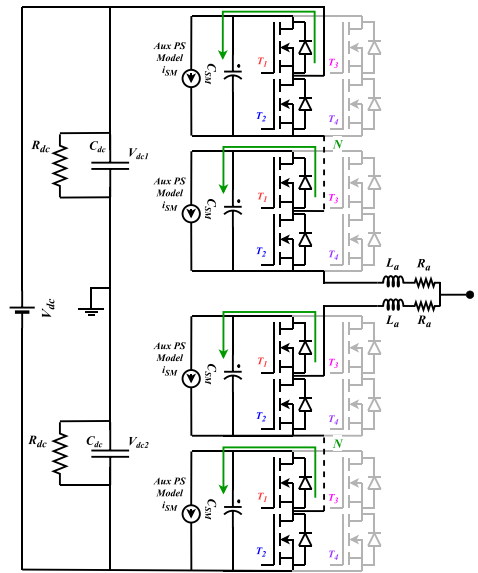 Aux PS
Model
iSM
CSM
T1
T3
T2
T4
Rdc
Cdc
Vdc1
N
Aux PS
Model
iSM
CSM
T1
T3
T2
T4
La
Ra
Vdc
La
Ra
Aux PS
Model
iSM
CSM
T1
T3
T2
T4
Rdc
Cdc
Vdc2
N
Aux PS
Model
iSM
CSM
T1
T3
T2
T4